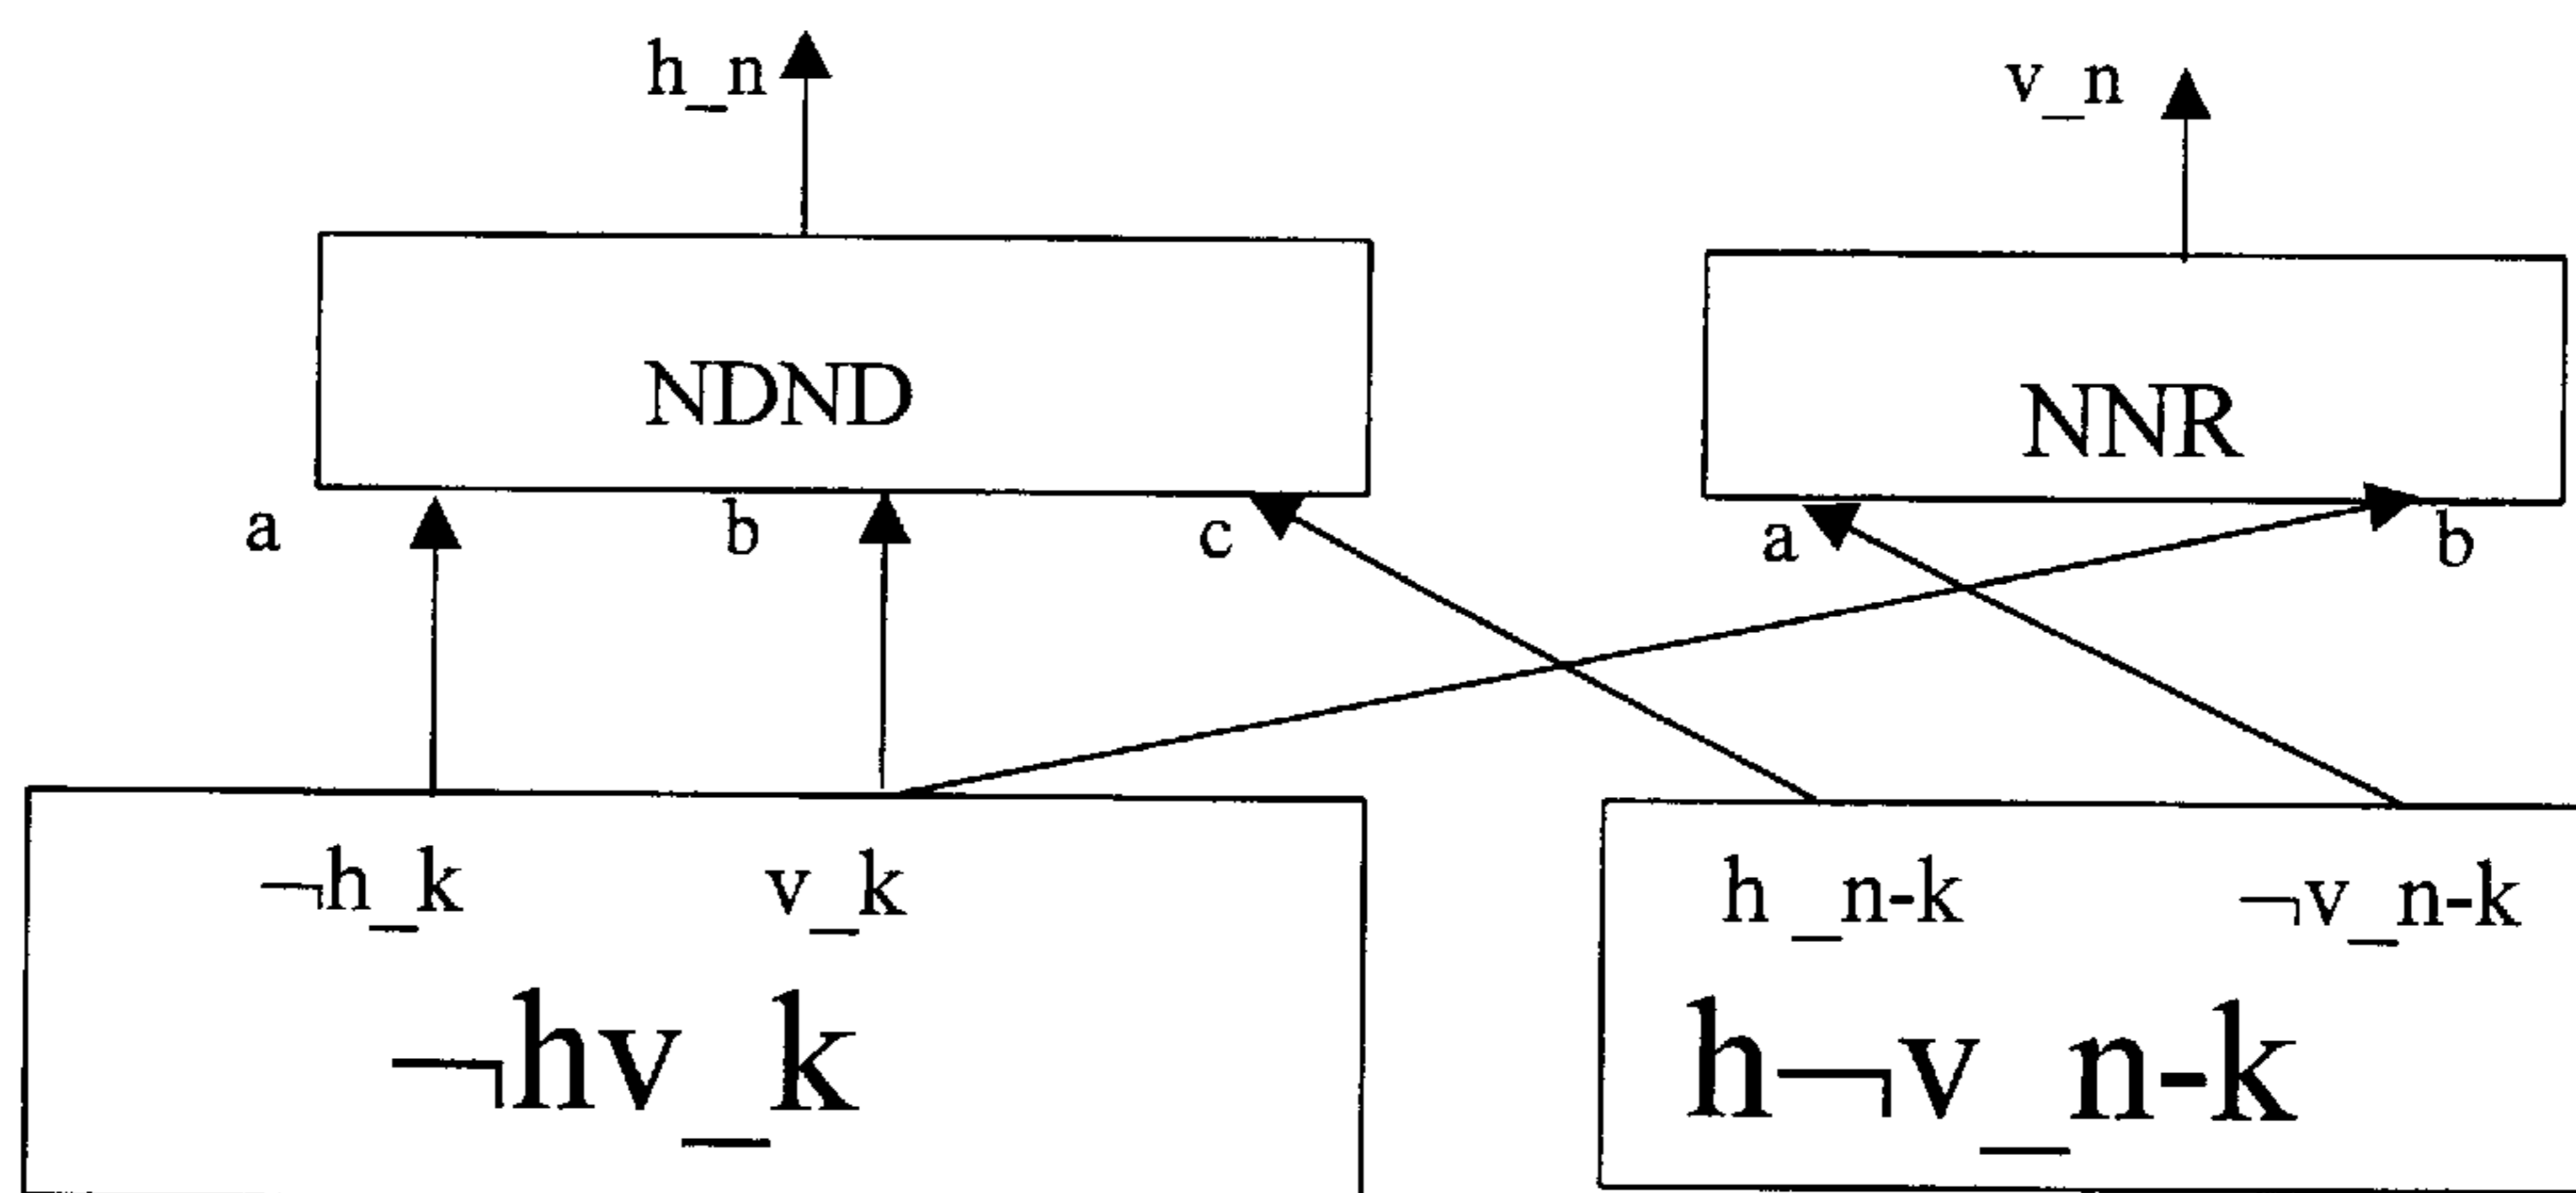 h_n
v_n
NDND
NNR
a b c
a b
¬h_k v_k
h _n-k ¬v_n-k
¬hv_k
h¬v_n-k